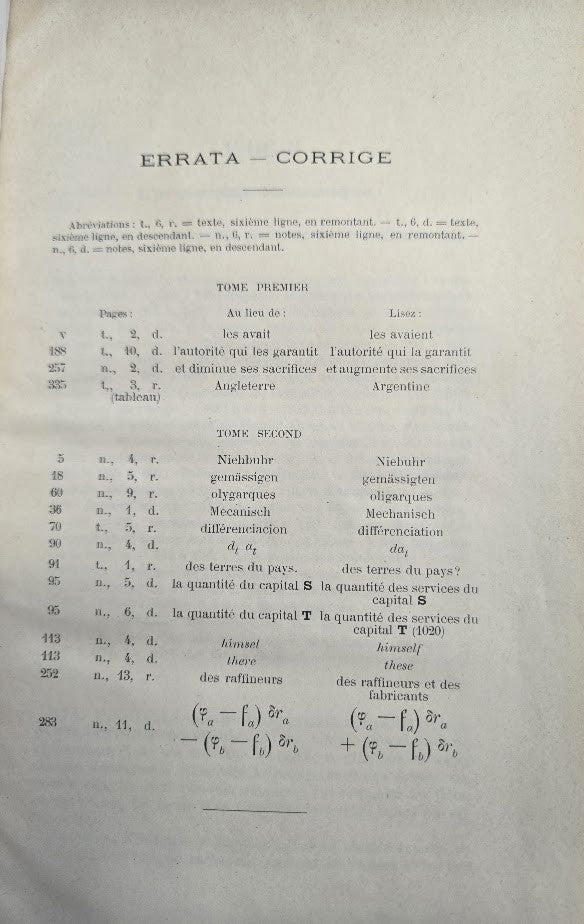 ERRATA — CORRIGE
Abréviations : t., 6, r. = texte, sixième ligne, en remontant. — t., 6, d. = texte,
sixième ligne, en descendant. — n., 6, r. = notes, sixième ligne, en remontant. —
n., 6, d. = notes, sixième ligne, en descendant.
TOME PREMIER
Pages : Au lieu de : Lisez :
v t., 2, d. les avait les avaient
188 t., 10, d. l'autorité qui les garantit l'autorité qui la garantit
257 n., 2, d. et diminue ses sacrifices et augmente ses sacrifices
335 t., 3, r. Angleterre Argentine
(tableau)
TOME SECOND
5 n., 4, r. Niehbuhr Niebuhr
18 n., 5, r. gemässigen gemässigten
60 n., 9, r. olygarques oligarques
36 n., 1, d. Mecanisch Mechanisch
70 t., 5, r. différenciacion différenciation
90 n., 4, d. d_t a_t da_t
91 t., 1, r. des terres du pays. des terres du pays ?
95 n., 5, d. la quantité du capital S la quantité des services du
capital S
95 n., 6, d. la quantité du capital T la quantité des services du
capital T (1020)
113 n., 4, d. himsel himself
113 n., 4, d. there these
252 n., 13, r. des raffineurs des raffineurs et des
fabricants
283 n., 11, d. (φ_a — f_a) δr_a (φ_a — f_a) δr_a
— (φ_b — f_b) δr_b + (φ_b — f_b) δr_b